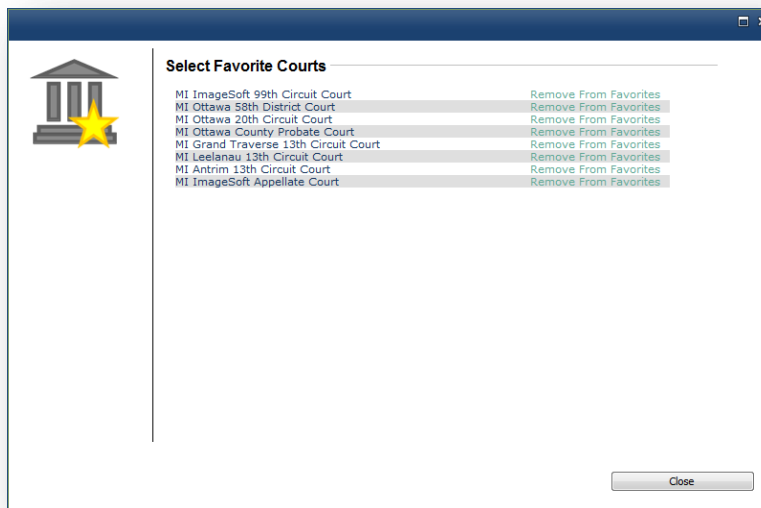 Select Favorite Courts
MI ImageSoft 99th Circuit Court Remove From Favorites
MI Ottawa 58th District Court Remove From Favorites
MI Ottawa 20th Circuit Court Remove From Favorites
MI Ottawa County Probate Court Remove From Favorites
MI Grand Traverse 13th Circuit Court Remove From Favorites
MI Leelanau 13th Circuit Court Remove From Favorites
MI Antrim 13th Circuit Court Remove From Favorites
MI ImageSoft Appellate Court Remove From Favorites
Close